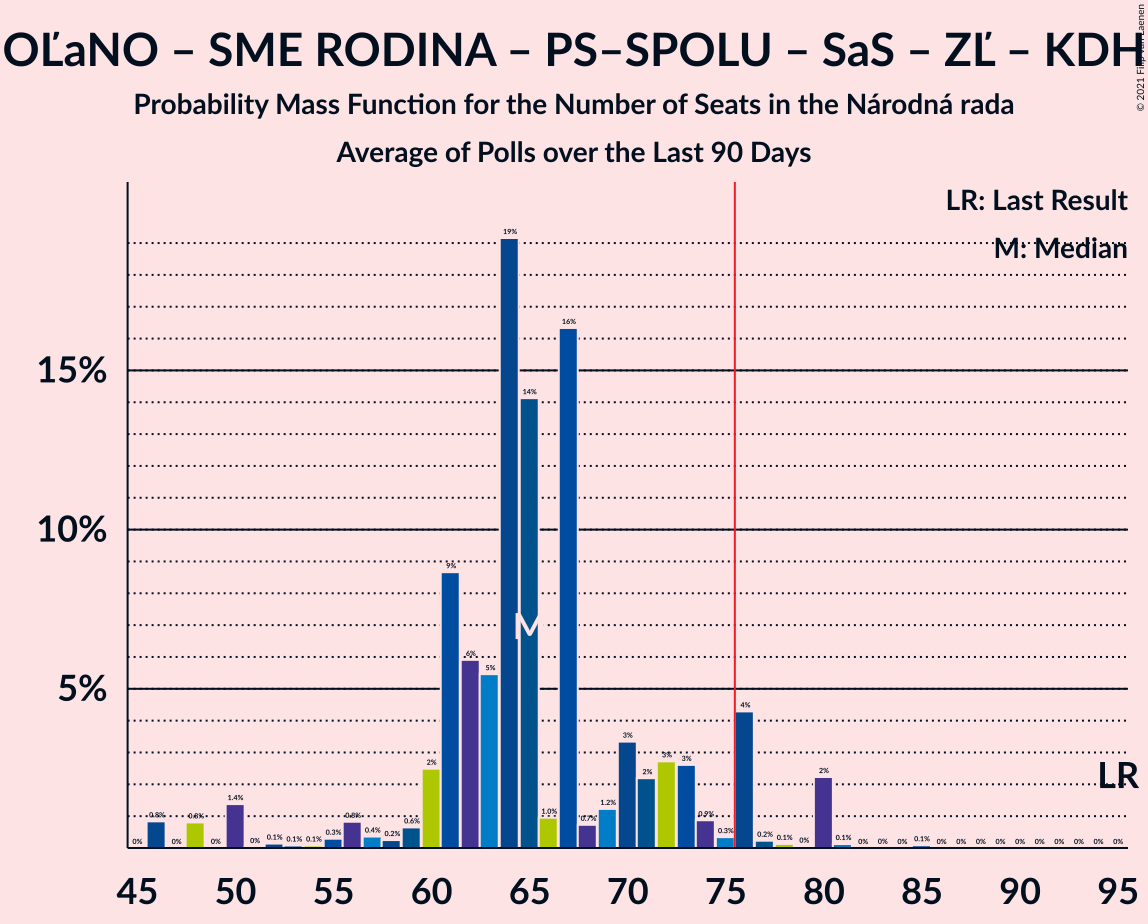 OĽaNO – SME RODINA – PS–SPOLU – SaS – ZĽ – KDH
Probability Mass Function for the Number of Seats in the Národná rada
Average of Polls over the Last 90 Days
© 2021 Filip van Laenen
LR: Last Result
M: Median
15%
10%
5%
0% 0.8% 0% 0.8% 0% 1.4% 0% 0.1% 0.1% 0.1% 0.3% 0.8% 0.4% 0.2% 0.6% 2% 9% 6% 5% 19% 14% 1.0% 16% 0.7% 1.2% 3% 2% 3% 3% 0.9% 0.3% 4% 0.2% 0.1% 0% 2% 0.1% 0% 0% 0% 0.1% 0% 0% 0% 0% 0% 0% 0% 0% 0% 0%
M
LR
45 50 55 60 65 70 75 80 85 90 95